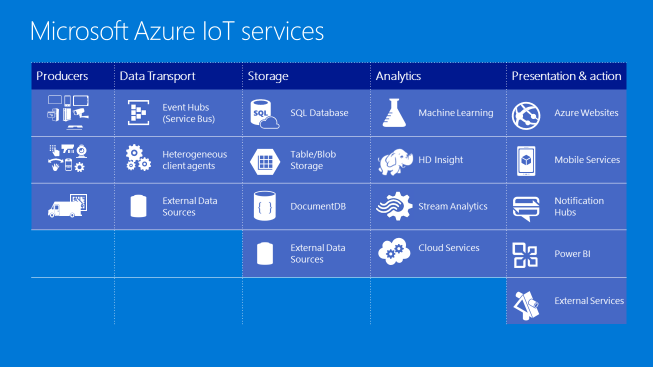 Microsoft Azure IoT services
Producers
Data Transport
Storage
Analytics
Presentation & action
Event Hubs
(Service Bus)
SQL
SQL Database
Machine Learning
Azure Websites
Heterogeneous
client agents
Table/Blob
Storage
HD Insight
Mobile Services
External Data
Sources
{ }
DocumentDB
Stream Analytics
Notification
Hubs
External Data
Sources
Cloud Services
Power BI
External Services